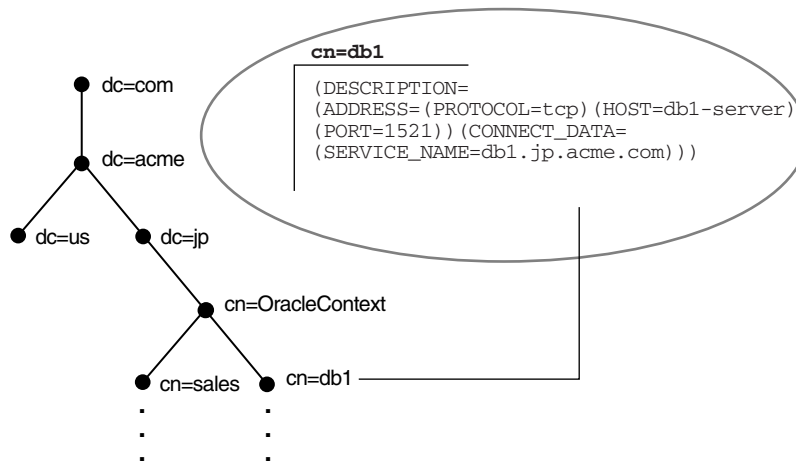 cn=db1
(DESCRIPTION=
(ADDRESS=(PROTOCOL=tcp)(HOST=db1-server)
(PORT=1521))(CONNECT_DATA=
(SERVICE_NAME=db1.jp.acme.com)))
dc=com
dc=acme
dc=us
dc=jp
cn=OracleContext
cn=sales
cn=db1